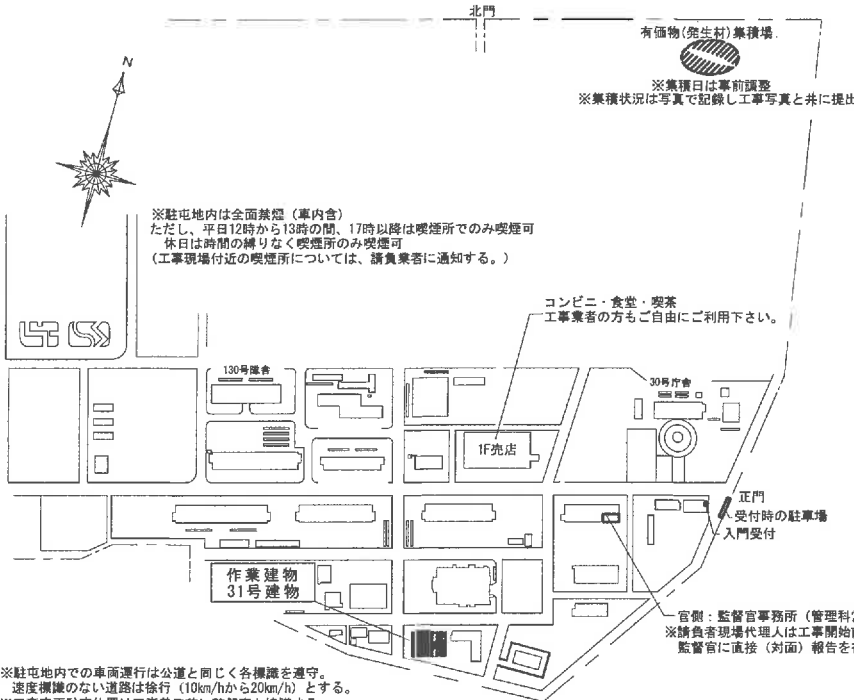 北門
有価物(発生材)集積場.
※集積日は事前調整
※集積状況は写真で記録し工事写真と共に提出
N
※駐屯地内は全面禁煙(車内含)
ただし、平日12時から13時の間、17時以降は喫煙所でのみ喫煙可
休日は時間の縛りなく喫煙所のみ喫煙可
(工事現場付近の喫煙所については、請負業者に通知する。)
コンビニ・食堂・喫茶
工事業者の方もご自由にご利用下さい。
130号隊舎
30号庁舎
1F売店
正門
受付時の駐車場
入門受付
作業建物
31号建物
官側:監督官事務所(管理科
※請負者現場代理人は工事開始
監督官に直接(対面)報告を
※駐屯地内での車両運行は公道と同じく各標識を遵守。
速度標識のない道路は徐行(10km/hから20km/h)とする。